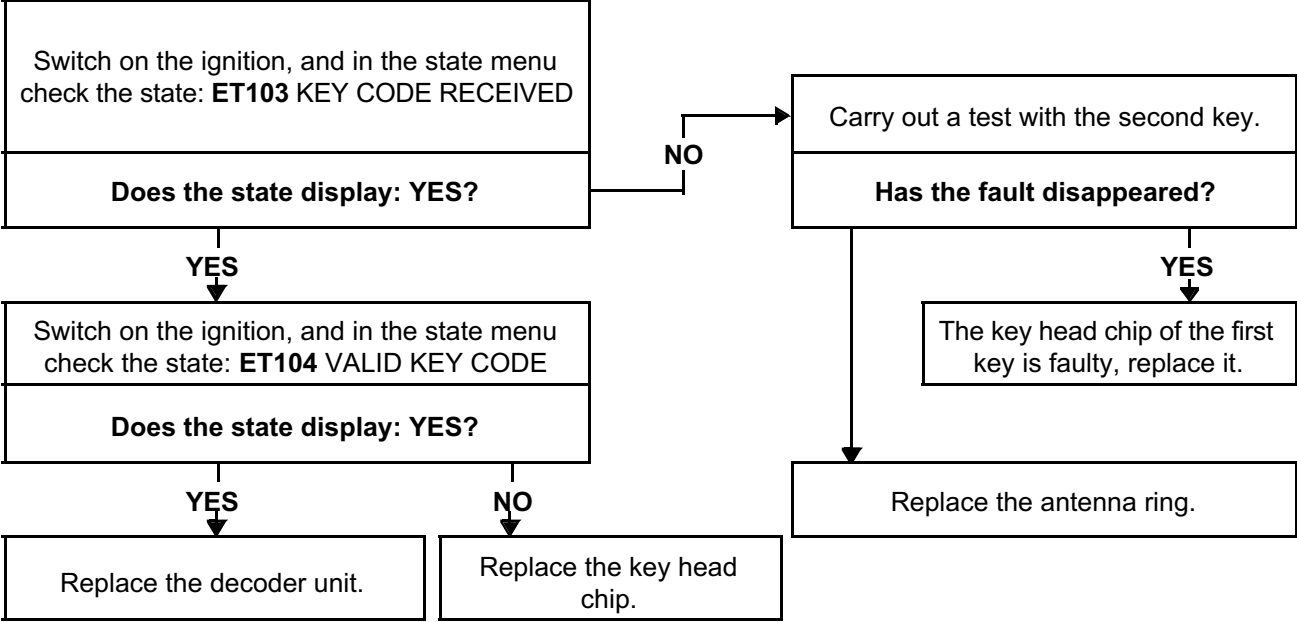 Switch on the ignition, and in the state menu
check the state: ET103 KEY CODE RECEIVED
Does the state display: YES?
NO
Carry out a test with the second key.
Has the fault disappeared?
YES
YES
The key head chip of the first
key is faulty, replace it.
Switch on the ignition, and in the state menu
check the state: ET104 VALID KEY CODE
Does the state display: YES?
YES
NO
Replace the antenna ring.
Replace the decoder unit.
Replace the key head
chip.